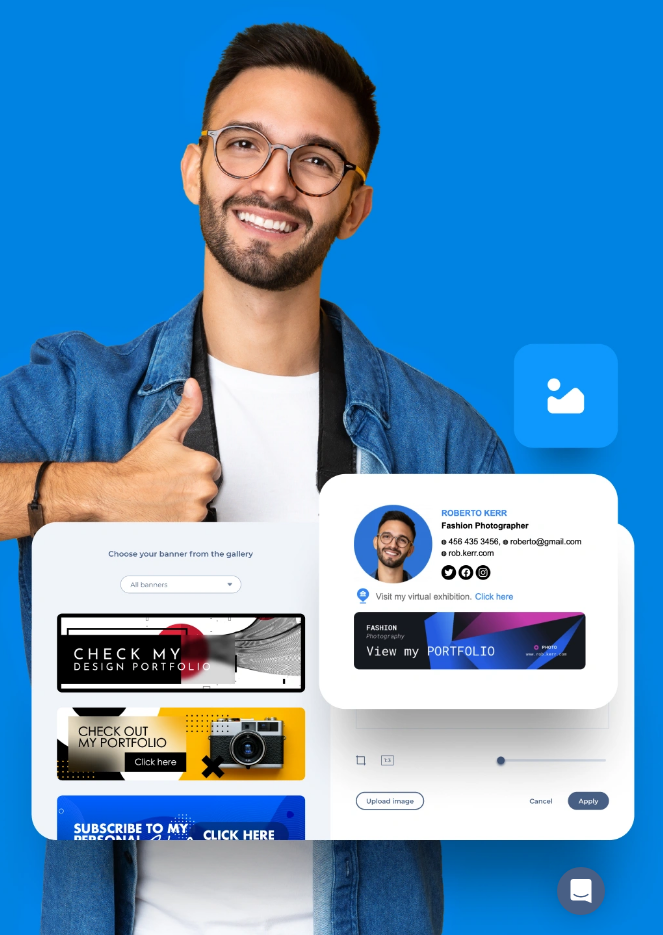 Choose your banner from the gallery
All banners
CHECK MY
DESIGN PORTFOLIO
CHECK OUT
MY PORTFOLIO
Click here
SUBSCRIBE TO MY
PERSONAL
CLICK HERE
ROBERTO KERR
Fashion Photographer
456 435 3456, roberto@gmail.com
rob.kerr.com
Visit my virtual exhibition. Click here
FASHION
Photography
View my PORTFOLIO
PHOTO
www.rob.kerr.com
1:1
Upload image
Cancel
Apply